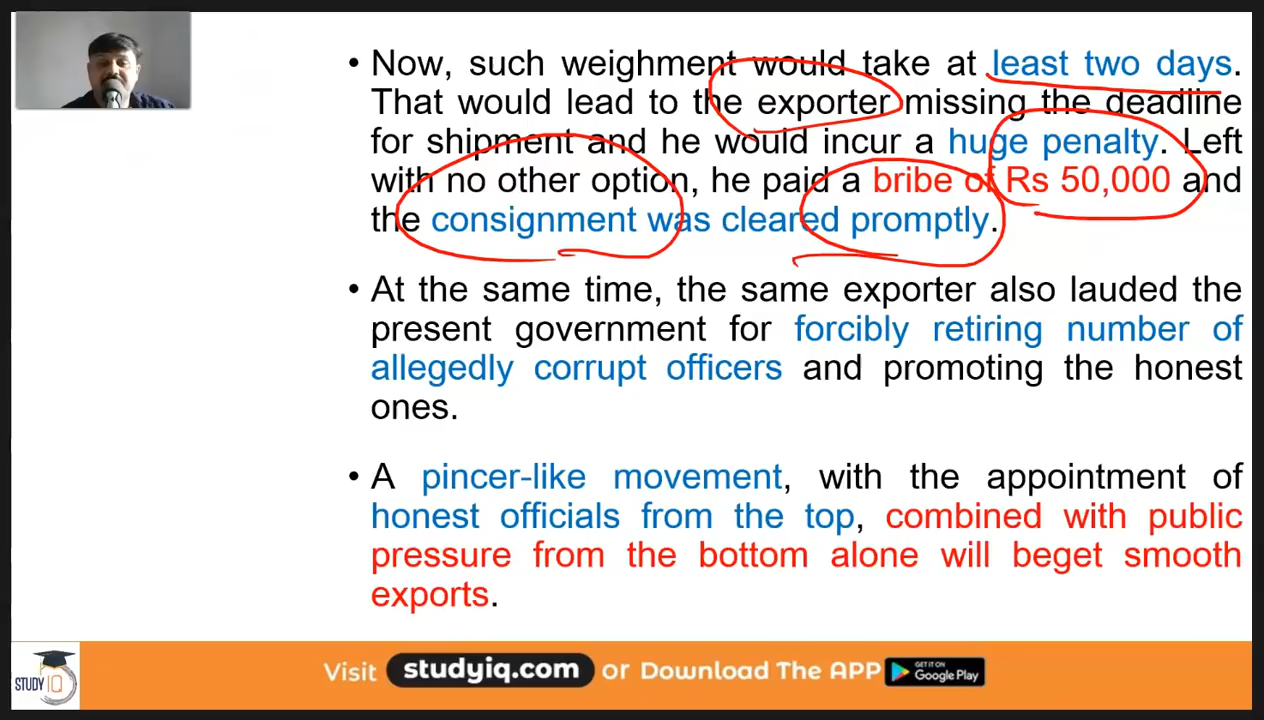 • Now, such weighment would take at least two days.
That would lead to the exporter missing the deadline
for shipment and he would incur a huge penalty. Left
with no other option, he paid a bribe of Rs 50,000 and
the consignment was cleared promptly.
• At the same time, the same exporter also lauded the
present government for forcibly retiring number of
allegedly corrupt officers and promoting the honest
ones.
• A pincer-like movement, with the appointment of
honest officials from the top, combined with public
pressure from the bottom alone will beget smooth
exports.
STUDY IQ
Visit studyiq.com or Download The APP
GET IT ON
Google Play